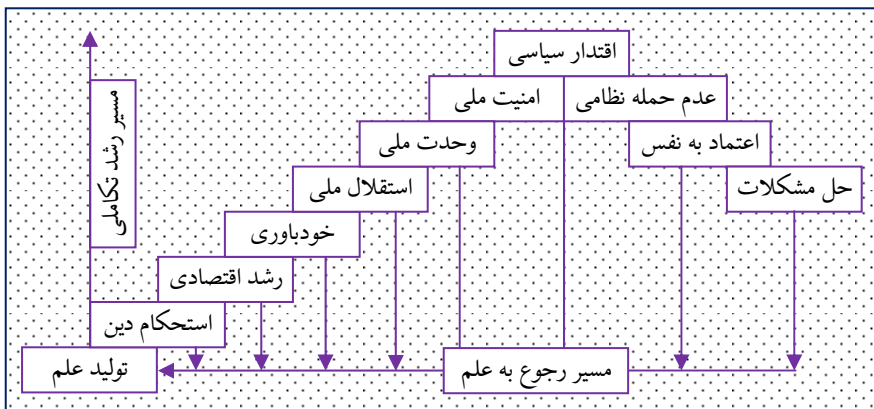 اقتدار سیاسی
عدم حمله نظامی
امنیت ملی
اعتماد به نفس
وحدت ملی
حل مشکلات
استقلال ملی
خودباوری
رشد اقتصادی
استحکام دین
مسیر رجوع به علم
تولید علم
مسیر رشد تکاملی